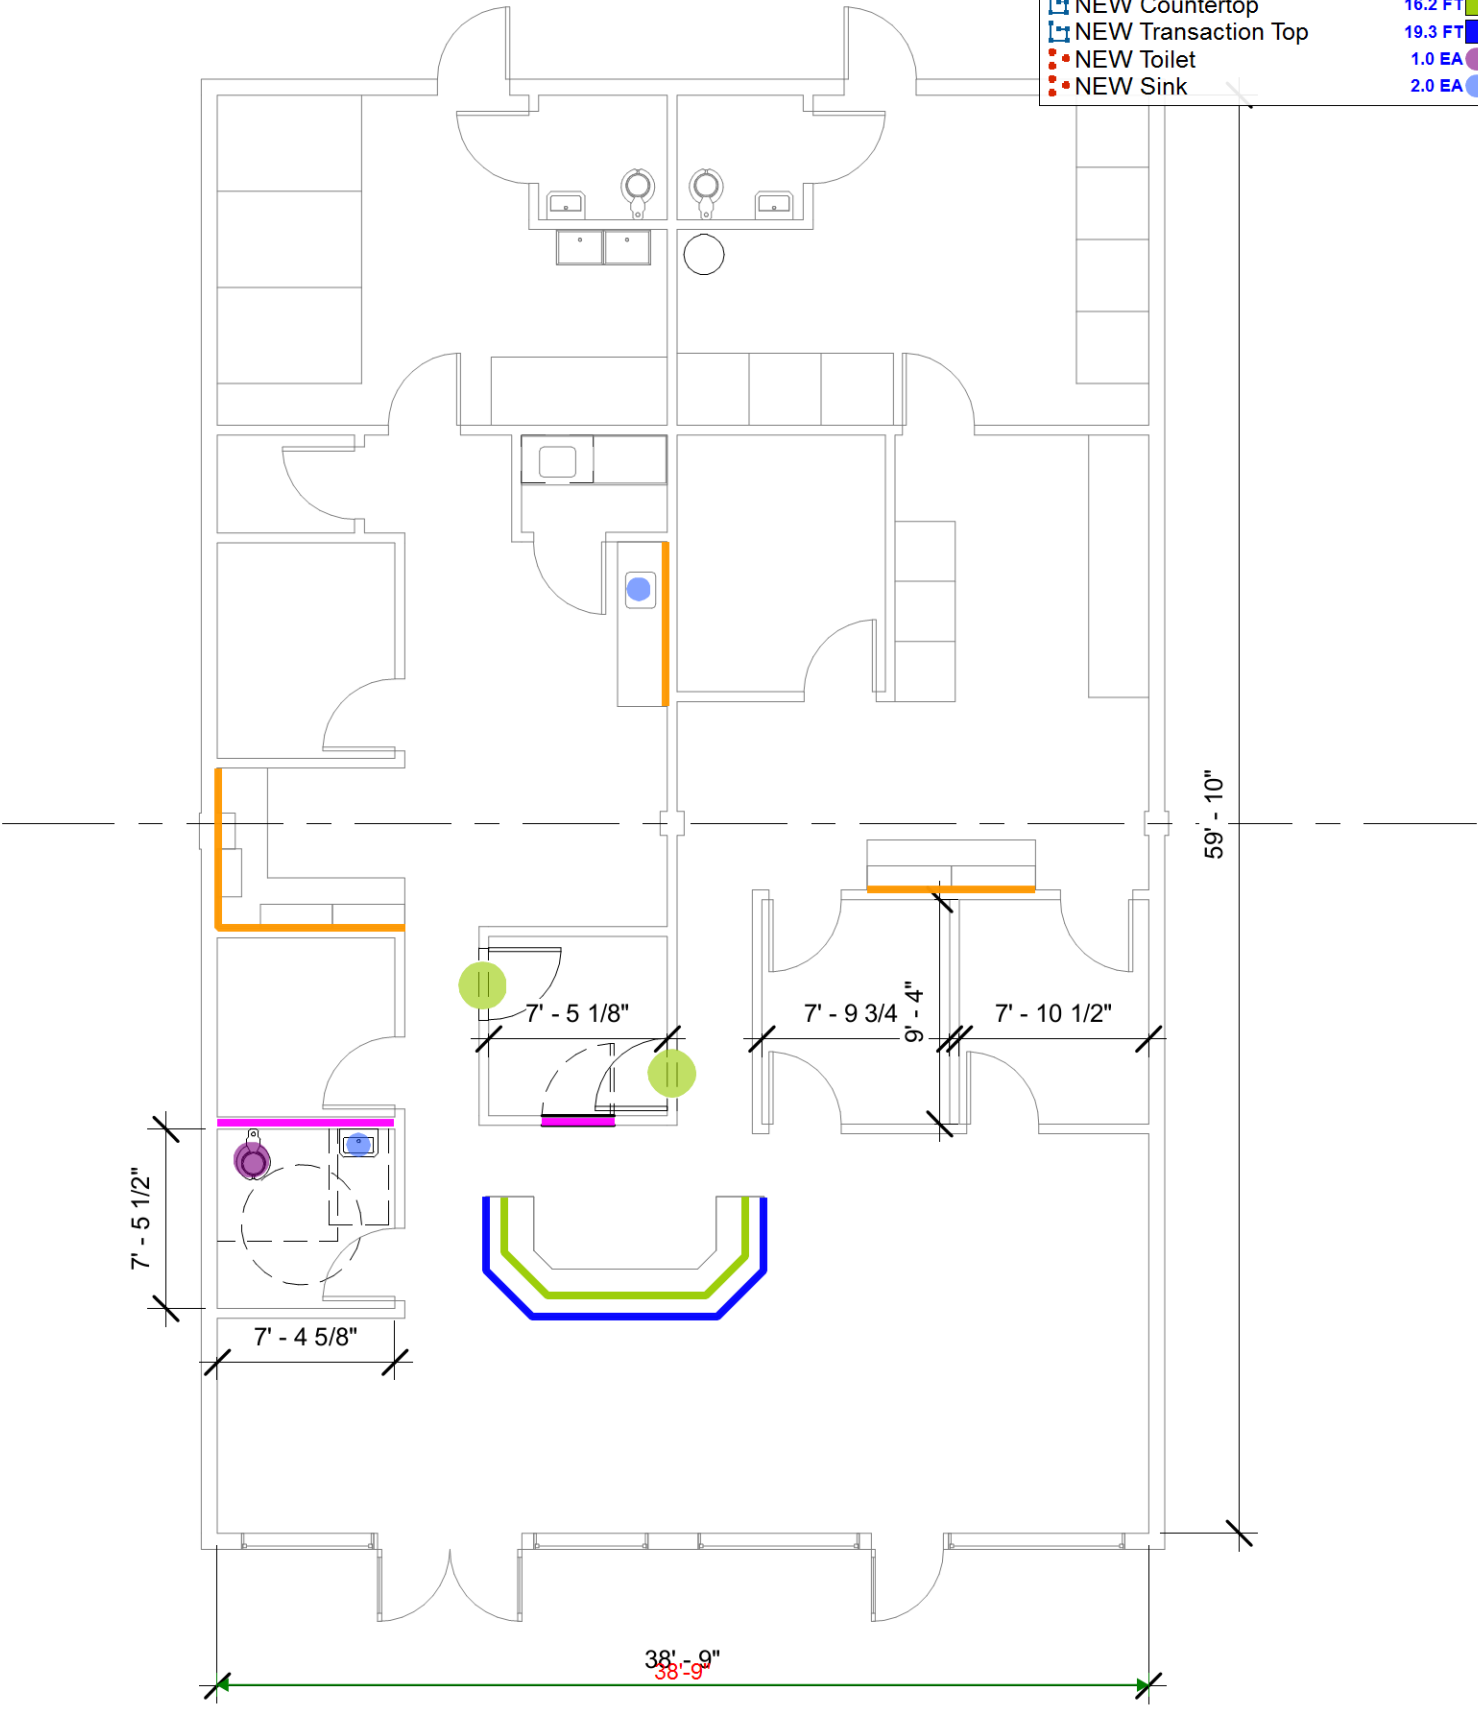 NEW Countertop 16.2 FT
NEW Transaction Top 19.3 FT
NEW Toilet 1.0 EA
NEW Sink 2.0 EA
59' - 10"
7' - 5 1/8"
7' - 9 3/4
9' - 4"
7' - 10 1/2"
7' - 5 1/2"
7' - 4 5/8"
38' - 9"
38'-9"